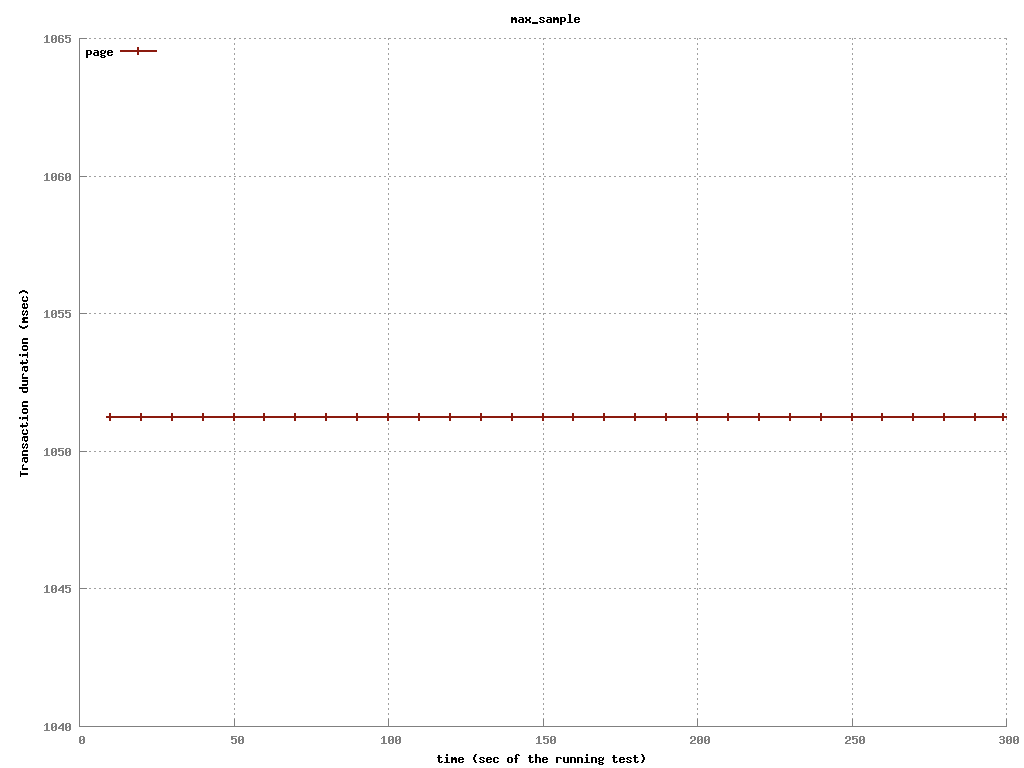 max_sample
1065
page
1060
Transaction duration (msec)
1055
1050
1045
1040
0 50 100 150 200 250 300
time (sec of the running test)